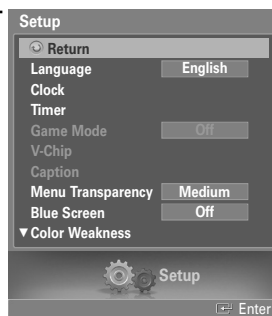 Setup
Return
Language English
Clock
Timer
Game Mode Off
V-Chip
Caption
Menu Transparency Medium
Blue Screen Off
▼Color Weakness
Setup
Enter